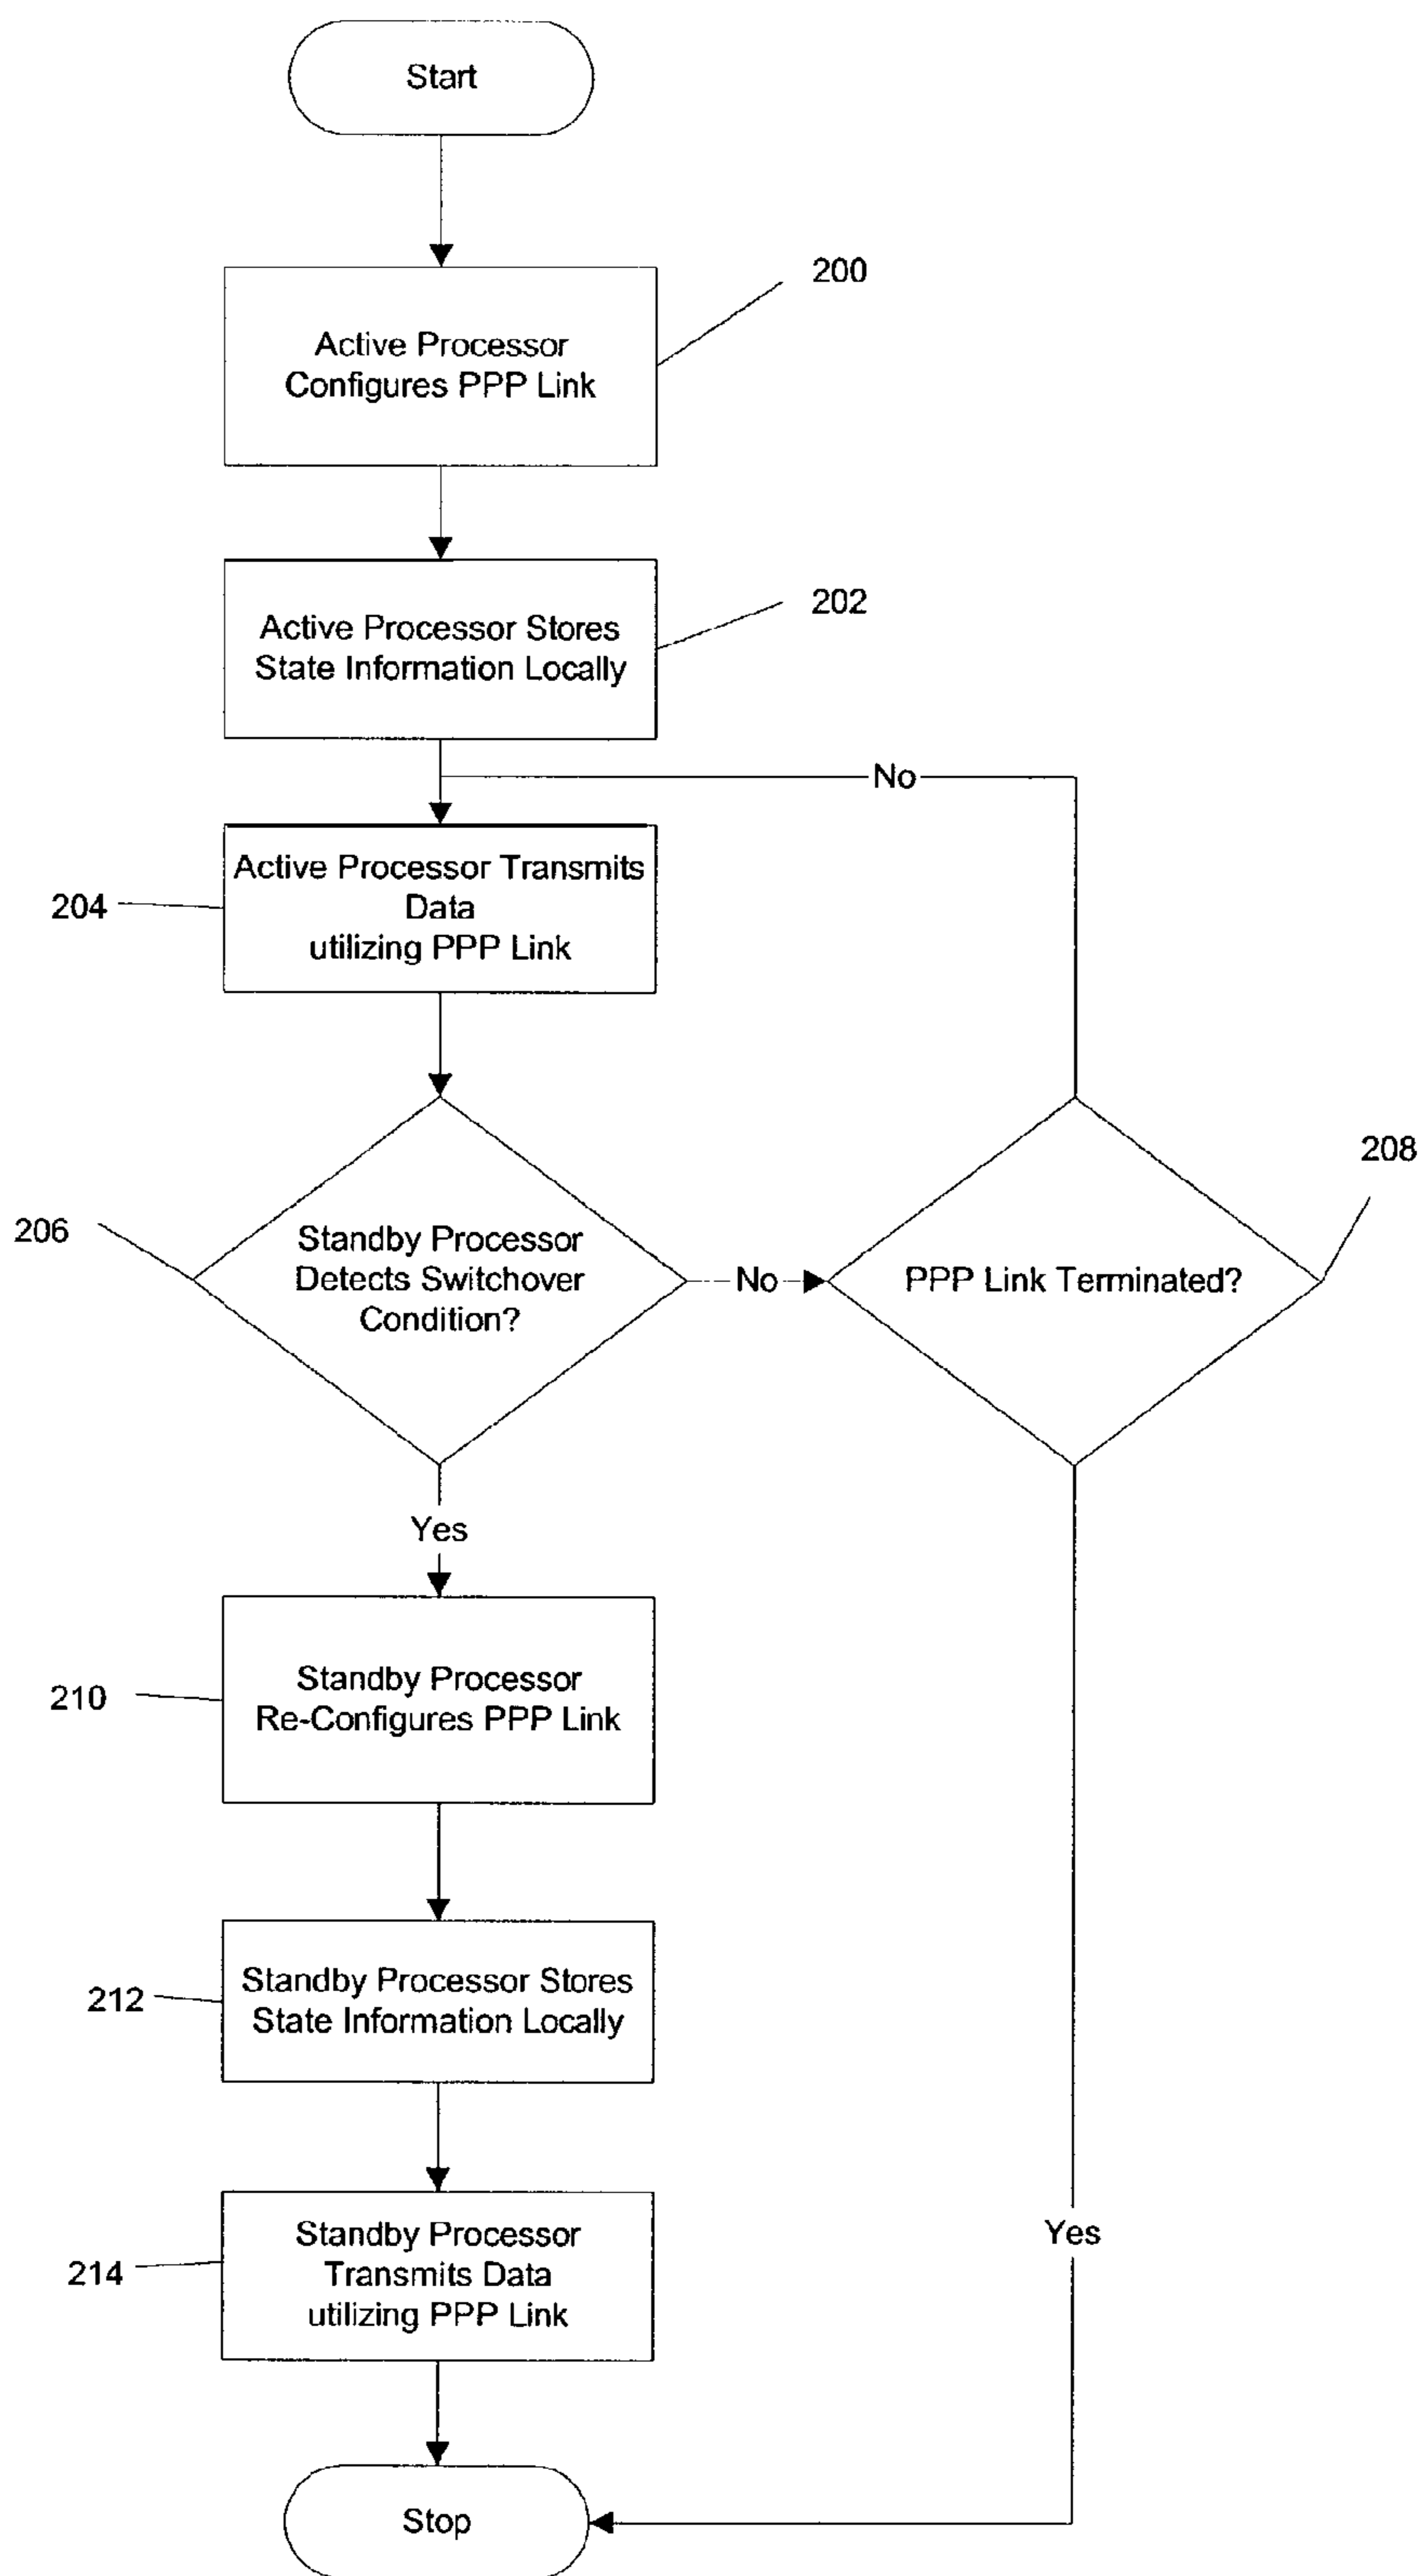 Start
200
Active Processor
Configures PPP Link
202
Active Processor Stores
State Information Locally
No
204
Active Processor Transmits
Data
utilizing PPP Link
206
Standby Processor
Detects Switchover
Condition?
No
PPP Link Terminated?
208
Yes
210
Standby Processor
Re-Configures PPP Link
212
Standby Processor Stores
State Information Locally
214
Standby Processor
Transmits Data
utilizing PPP Link
Yes
Stop